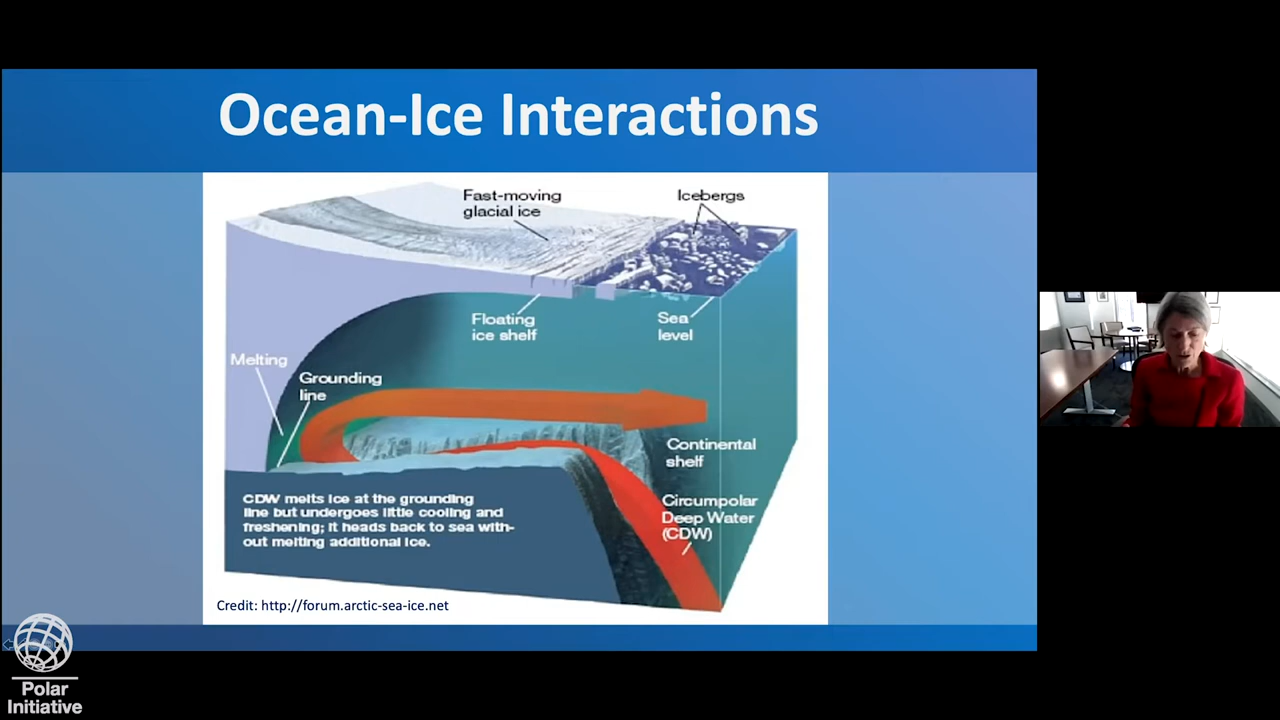 Ocean-Ice Interactions
Fast-moving
glacial ice
Icebergs
Floating
ice shelf
Sea
level
Melting
Grounding
line
Continental
shelf
Circumpolar
Deep Water
(CDW)
CDW melts ice at the grounding
line but undergoes little cooling and
freshening; it heads back to sea with-
out melting additional ice.
Credit: http://forum.arctic-sea-ice.net
Polar
Initiative